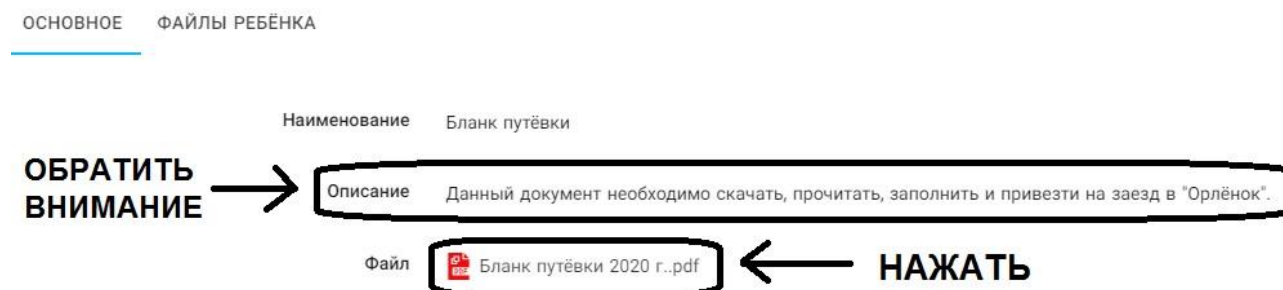 ОСНОВНОЕ ФАЙЛЫ РЕБЁНКА
Наименование Бланк путёвки
ОБРАТИТЬ
ВНИМАНИЕ
Описание Данный документ необходимо скачать, прочитать, заполнить и привезти на заезд в "Орлёнок".
Файл PDF Бланк путёвки 2020 г..pdf НАЖАТЬ